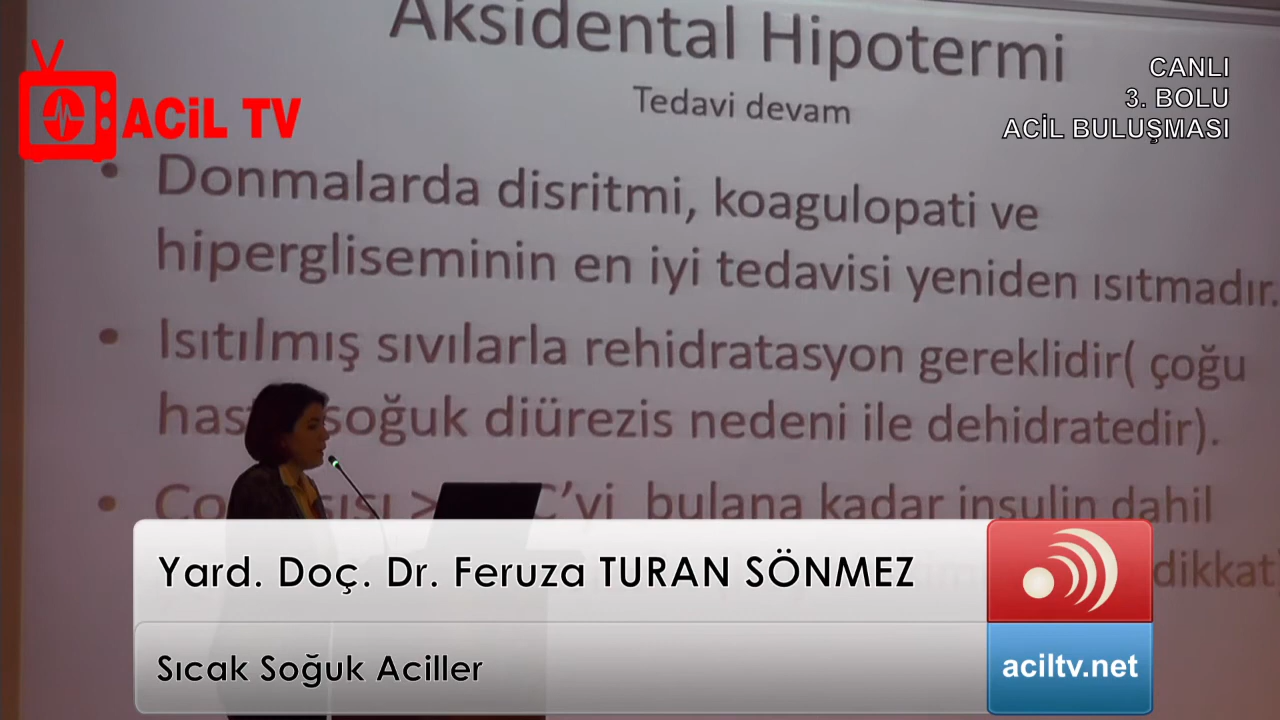 Aksidental Hipotermi
Tedavi devam
ACİL TV
CANLI
3. BOLU
ACİL BULUŞMASI
• Donmalarda disritmi, koagulopati ve
hipergliseminin en iyi tedavisi yeniden ısıtmadır.
• Isıtılmış sıvılarla rehidratasyon gereklidir( çoğu
soğuk diürezis nedeni ile dehidratedir).
• >
C’yi bulana kadar insulin dahil
dikkat
Yard. Doç. Dr. Feruza TURAN SÖNMEZ
Sıcak Soğuk Aciller
aciltv.net